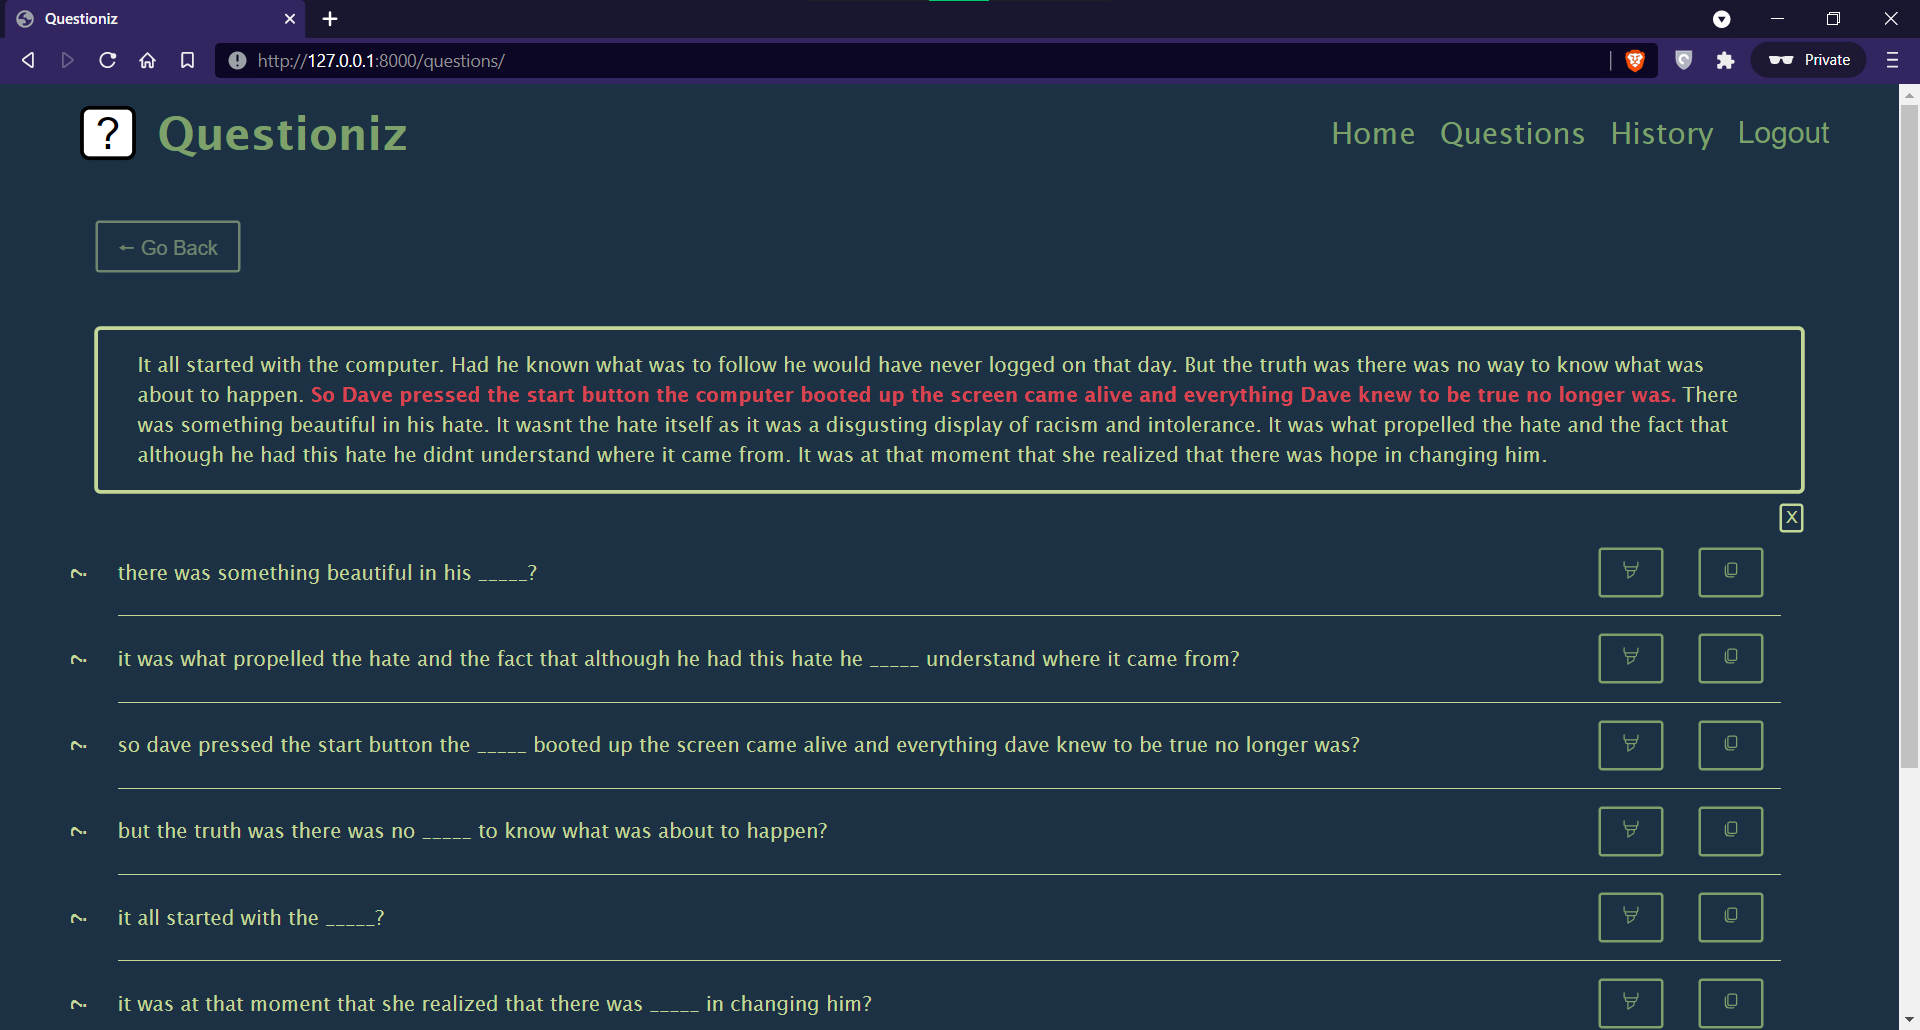 Questioniz
http://127.0.0.1:8000/questions/
Private
? Questioniz
Home Questions History Logout
← Go Back
It all started with the computer. Had he known what was to follow he would have never logged on that day. But the truth was there was no way to know what was
about to happen. So Dave pressed the start button the computer booted up the screen came alive and everything Dave knew to be true no longer was. There
was something beautiful in his hate. It wasnt the hate itself as it was a disgusting display of racism and intolerance. It was what propelled the hate and the fact that
although he had this hate he didnt understand where it came from. It was at that moment that she realized that there was hope in changing him.
X
? there was something beautiful in his _____?
? it was what propelled the hate and the fact that although he had this hate he _____ understand where it came from?
? so dave pressed the start button the _____ booted up the screen came alive and everything dave knew to be true no longer was?
? but the truth was there was no _____ to know what was about to happen?
? it all started with the _____?
? it was at that moment that she realized that there was _____ in changing him?